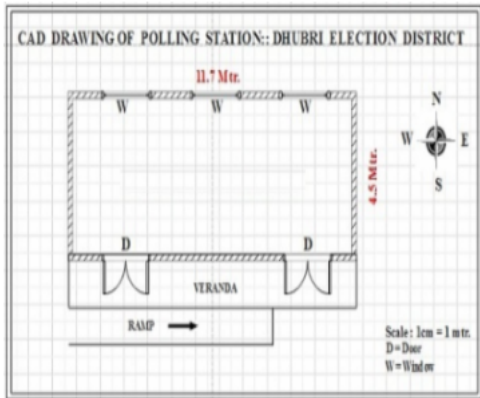 CAD DRAWING OF POLLING STATION:: DHUBRI ELECTION DISTRICT
11.7 Mtr.
W W W
N
W E
S
4.5 Mtr.
D D
VERANDA
RAMP
Scale : 1cm = 1 mtr.
D=Door
W=Window